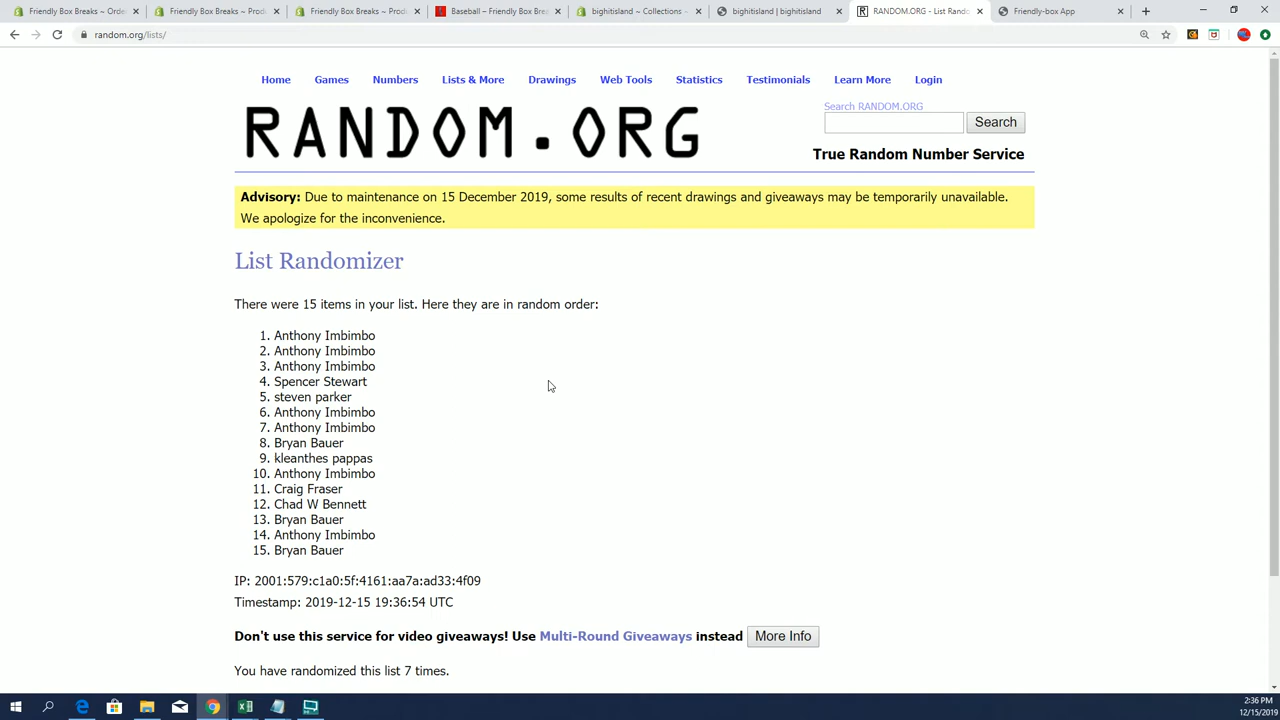 Friendly Box Breaks ~ Orde
Friendly Box Breaks ~ Produ
Friendly Box Breaks ~ Produ
Baseball – Friendly Box Break
bighitisland ~ Collections ~
bighitisland | bighitisland
RANDOM.ORG - List Rando
Friendly-box App
random.org/lists/
Home Games Numbers Lists & More Drawings Web Tools Statistics Testimonials Learn More Login
RANDOM.ORG
Search RANDOM.ORG
Search
True Random Number Service
Advisory: Due to maintenance on 15 December 2019, some results of recent drawings and giveaways may be temporarily unavailable.
We apologize for the inconvenience.
List Randomizer
There were 15 items in your list. Here they are in random order:
1. Anthony Imbimbo
2. Anthony Imbimbo
3. Anthony Imbimbo
4. Spencer Stewart
5. steven parker
6. Anthony Imbimbo
7. Anthony Imbimbo
8. Bryan Bauer
9. kleanthes pappas
10. Anthony Imbimbo
11. Craig Fraser
12. Chad W Bennett
13. Bryan Bauer
14. Anthony Imbimbo
15. Bryan Bauer
IP: 2001:579:c1a0:5f:4161:aa7a:ad33:4f09
Timestamp: 2019-12-15 19:36:54 UTC
Don't use this service for video giveaways! Use Multi-Round Giveaways instead More Info
You have randomized this list 7 times.
2:36 PM
12/15/2019